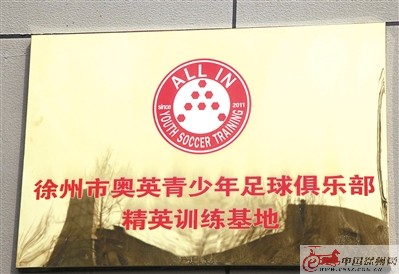 ALL IN
since 2011
YOUTH SOCCER TRAINING
徐州市奥英青少年足球俱乐部
精英训练基地
中国徐州网